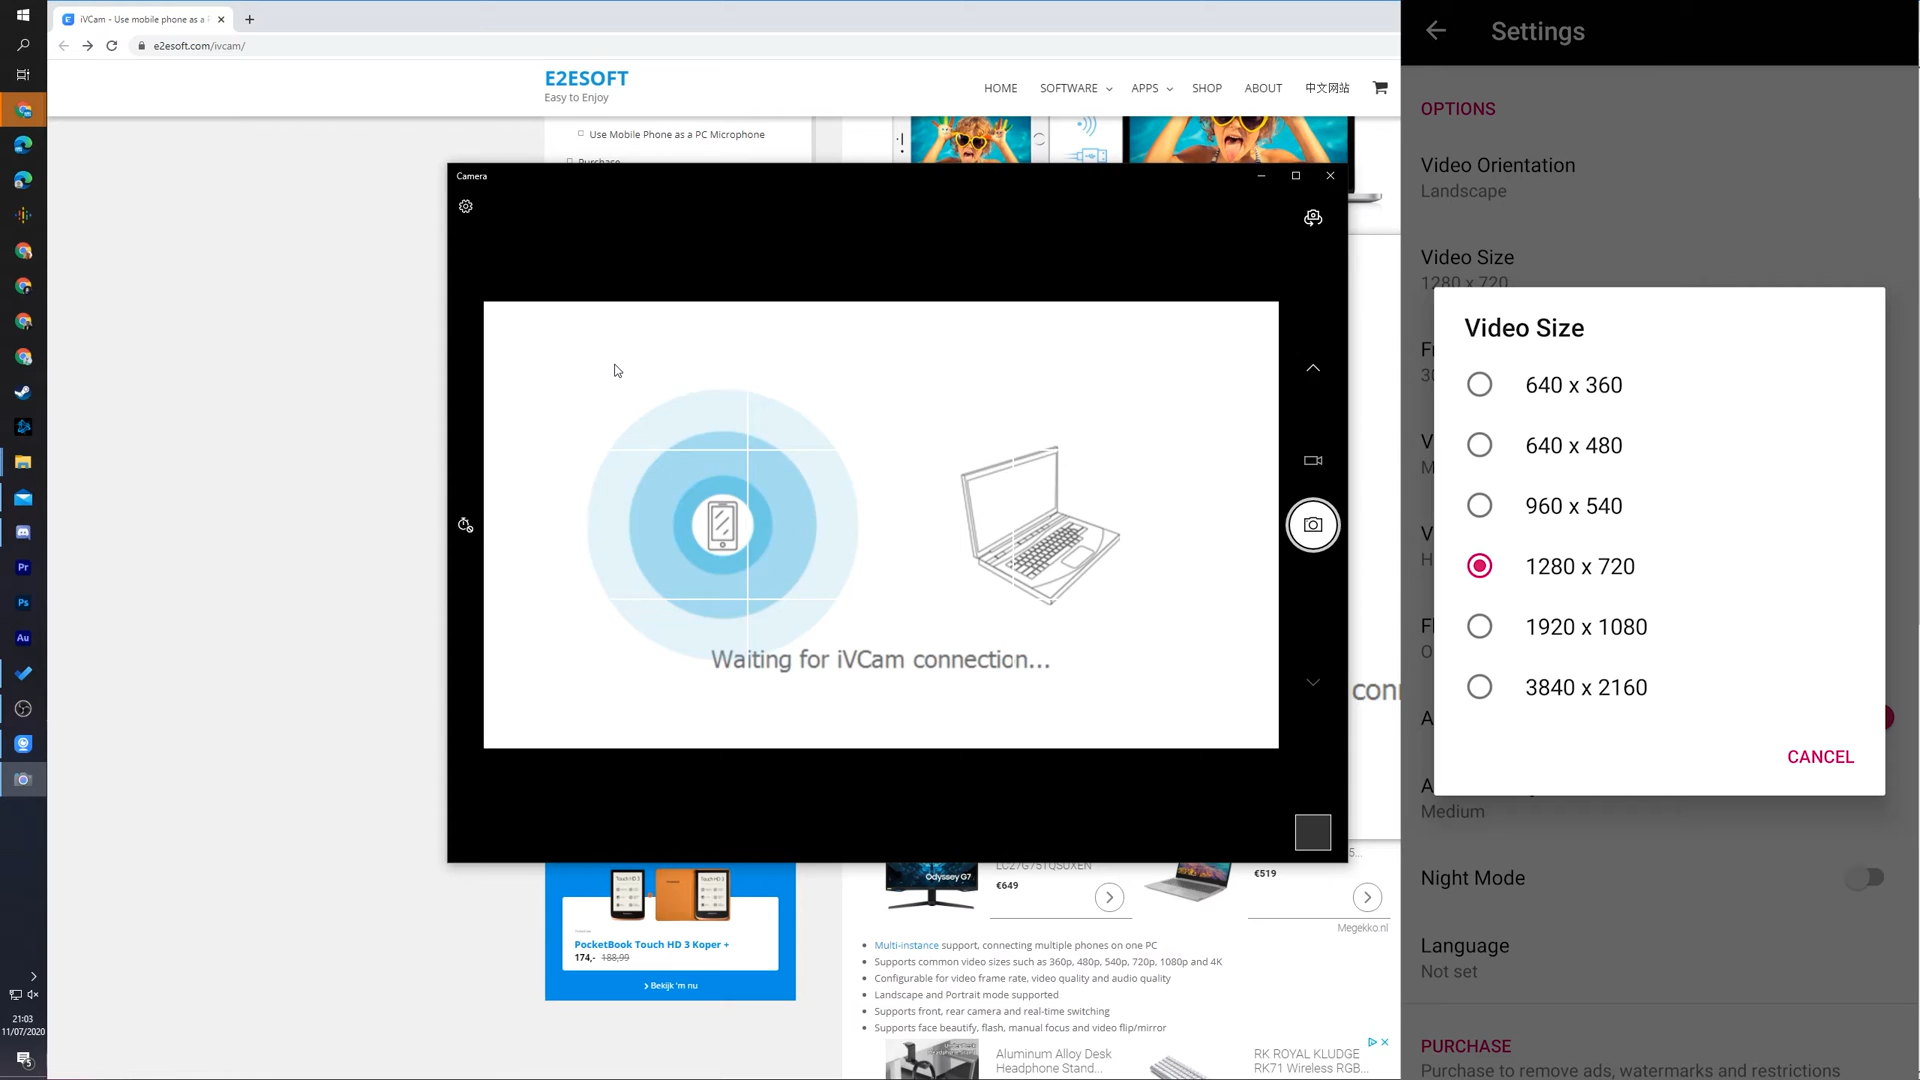 iVCam - Use mobile phone as a
e2esoft.com/ivcam/
E2ESOFT
Easy to Enjoy
HOME
SOFTWARE
APPS
SHOP
ABOUT
中文网站
Use Mobile Phone as a PC Microphone
Purchase
Camera
Waiting for iVCam connection...
LC27G75TQSUXEN
Odyssey G7
€649
€519
Megekko.nl
PocketBook Touch HD 3 Koper +
174,- 188,99
Bekijk 'm nu
Multi-instance support, connecting multiple phones on one PC
Supports common video sizes such as 360p, 480p, 540p, 720p, 1080p and 4K
Configurable for video frame rate, video quality and audio quality
Landscape and Portrait mode supported
Supports front, rear camera and real-time switching
Supports face beautify, flash, manual focus and video flip/mirror
Aluminum Alloy Desk
Headphone Stand...
RK ROYAL KLUDGE
RK71 Wireless RGB...
Pr
Ps
Au
21:03
11/07/2020
5
Settings
OPTIONS
Video Orientation
Landscape
Video Size
1280 x 720
Video Size
640 x 360
640 x 480
960 x 540
1280 x 720
1920 x 1080
3840 x 2160
CANCEL
Medium
Night Mode
Language
Not set
PURCHASE
Purchase to remove ads, watermarks and restrictions